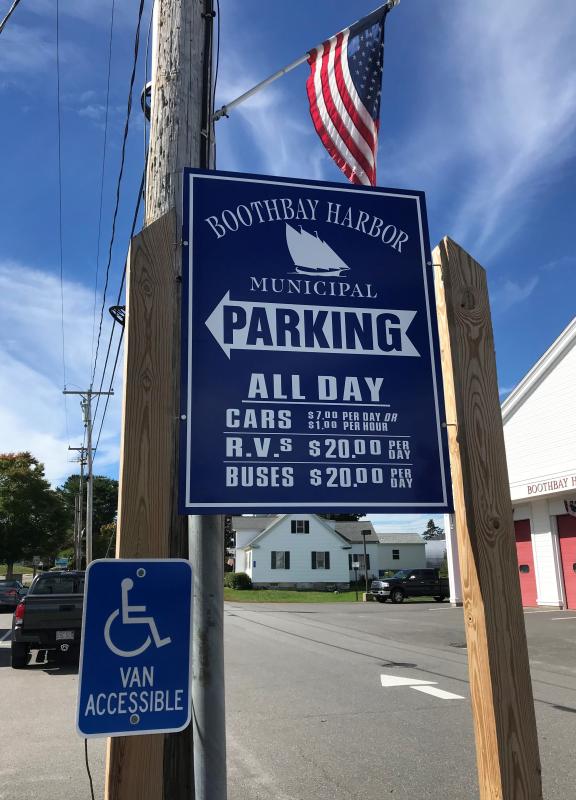 BOOTHBAY HARBOR
MUNICIPAL
PARKING
ALL DAY
CARS $7.00 PER DAY OR
$1.00 PER HOUR
R.V.S $20.00 PER DAY
BUSES $20.00 PER DAY
VAN
ACCESSIBLE
BOOTHBAY H